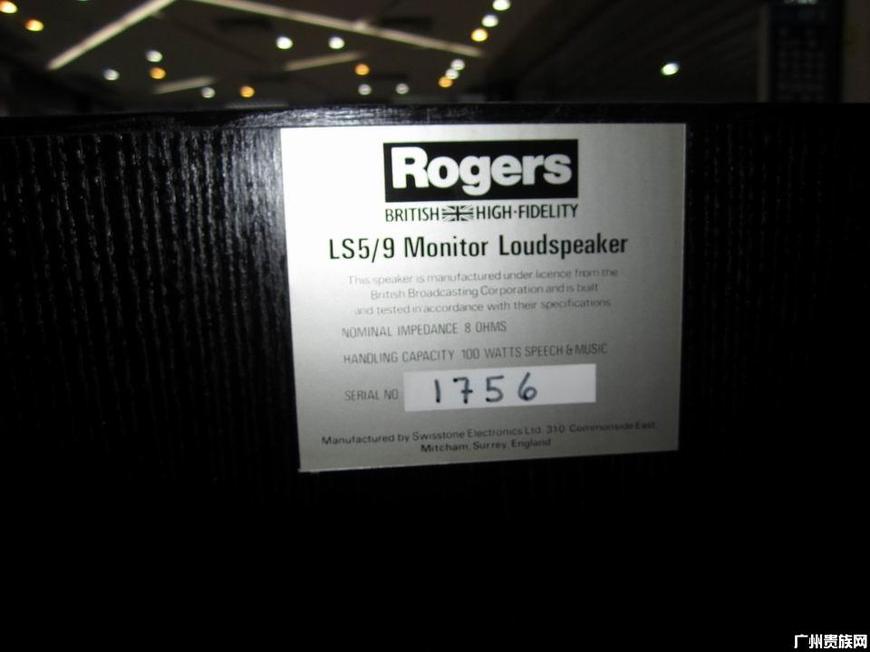 Rogers
BRITISH HIGH·FIDELITY
LS5/9 Monitor Loudspeaker
This speaker is manufactured under licence from the
British Broadcasting Corporation and is built
and tested in accordance with their specifications
NOMINAL IMPEDANCE 8 OHMS
HANDLING CAPACITY 100 WATTS SPEECH & MUSIC
SERIAL NO 1756
Manufactured by Swisstone Electronics Ltd. 310 Commonside East,
Mitcham, Surrey, England
广州贵族网